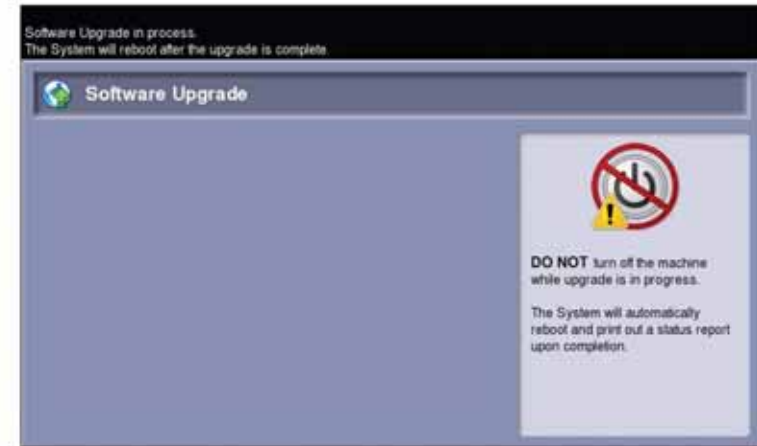 Software Upgrade in process.
The System will reboot after the upgrade is complete.
Software Upgrade
DO NOT turn off the machine
while upgrade is in progress.
The System will automatically
reboot and print out a status report
upon completion.